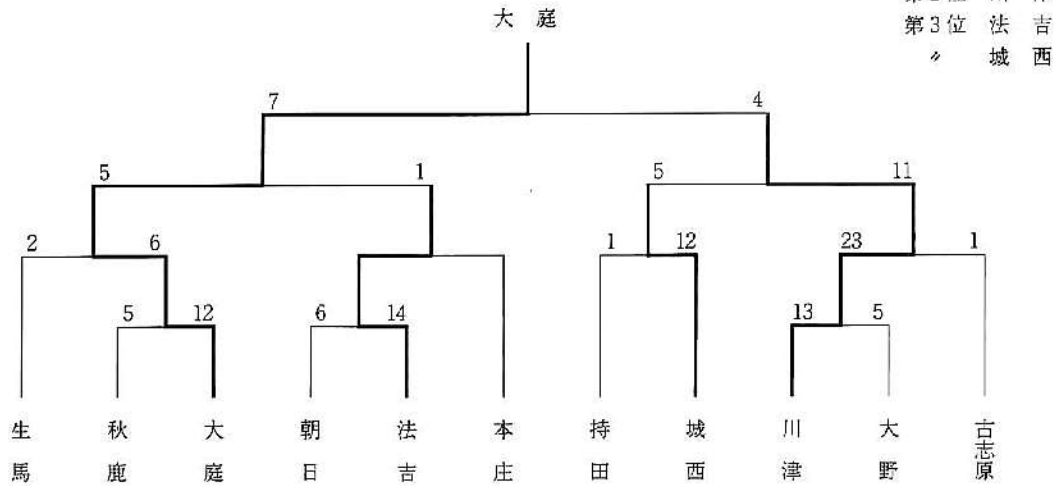 大庭
第3位 法吉
〃 城西
7 4
5 1 5 11
2 6 1 12 23 1
5 12 6 14 13 5
生馬 秋鹿 大庭 朝日 法吉 本庄 持田 城西 川津 大野 古志原